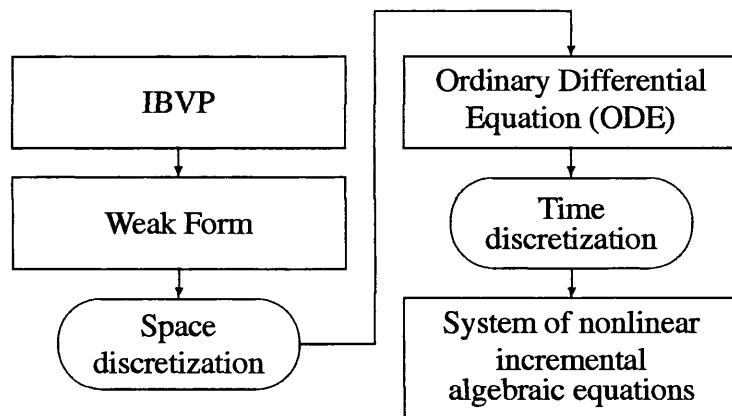 IBVP
Weak Form
Space
discretization
Ordinary Differential
Equation (ODE)
Time
discretization
System of nonlinear
incremental
algebraic equations